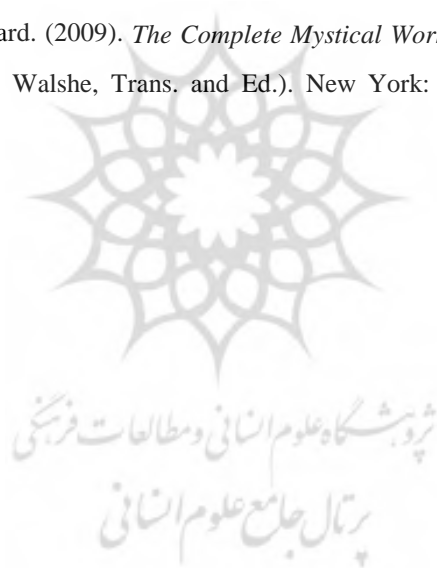 ard. (2009). The Complete Mystical Wor
Walshe, Trans. and Ed.). New York:
پژوهشگاه علوم انسانی و مطالعات فرهنگی
پرتال جامع علوم انسانی